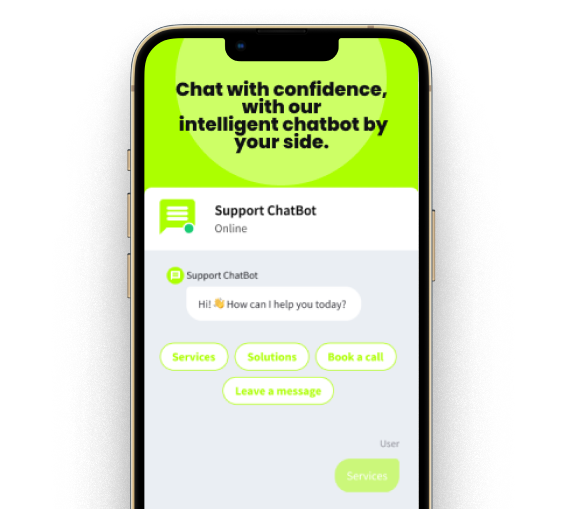 Chat with confidence,
with our
intelligent chatbot by
your side.
Support ChatBot
Online
Support ChatBot
Hi! 👋 How can I help you today?
Services
Solutions
Book a call
Leave a message
User
Services